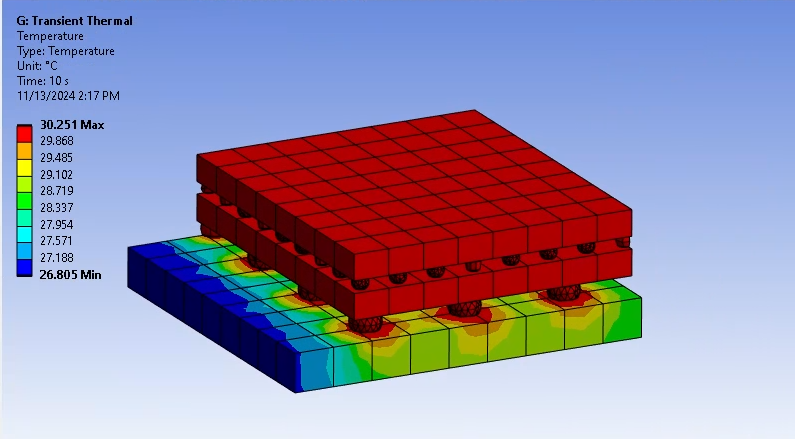 G: Transient Thermal
Temperature
Type: Temperature
Unit: °C
Time: 10 s
11/13/2024 2:17 PM
30.251 Max
29.868
29.485
29.102
28.719
28.337
27.954
27.571
27.188
26.805 Min